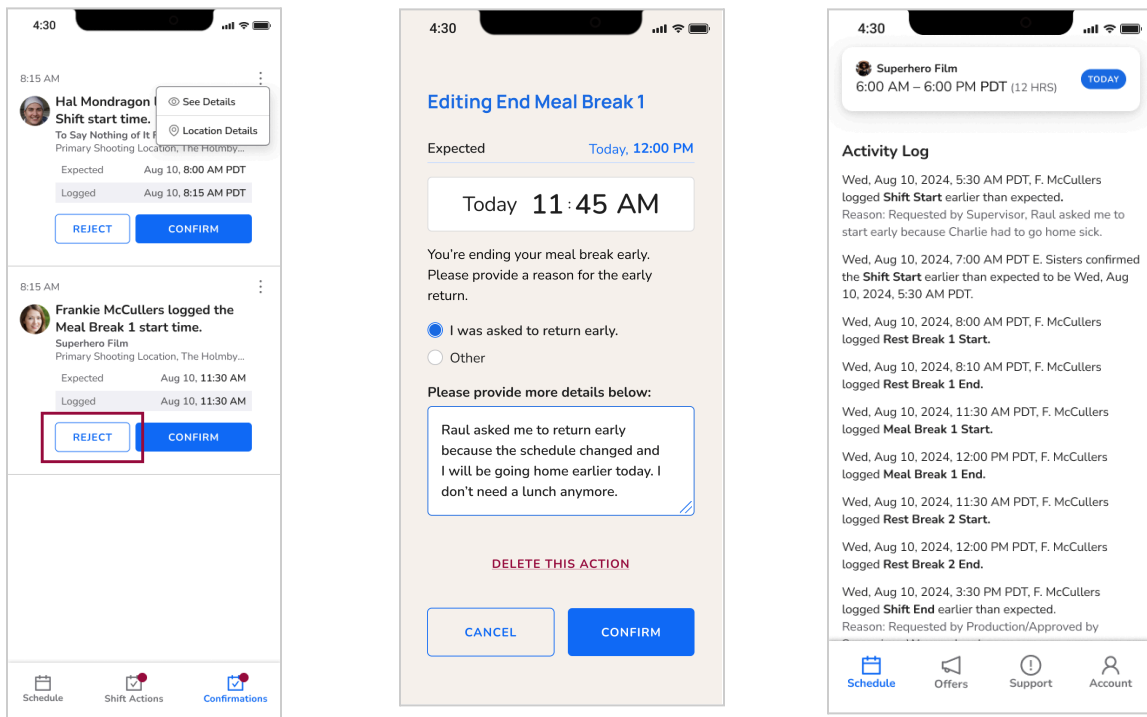 4:30
8:15 AM
Hal Mondragon
Shift start time.
To Say Nothing of It
Primary Shooting Location, The Holmby...
See Details
Location Details
Expected Aug 10, 8:00 AM PDT
Logged Aug 10, 8:15 AM PDT
REJECT CONFIRM
8:15 AM
Frankie McCullers logged the
Meal Break 1 start time.
Superhero Film
Primary Shooting Location, The Holmby...
Expected Aug 10, 11:30 AM
Logged Aug 10, 11:30 AM
REJECT CONFIRM
Schedule Shift Actions Confirmations
4:30
Editing End Meal Break 1
Expected Today, 12:00 PM
Today 11:45 AM
You're ending your meal break early.
Please provide a reason for the early
return.
I was asked to return early.
Other
Please provide more details below:
Raul asked me to return early
because the schedule changed and
I will be going home earlier today. I
don't need a lunch anymore.
DELETE THIS ACTION
CANCEL CONFIRM
4:30
Superhero Film
6:00 AM – 6:00 PM PDT (12 HRS)
TODAY
Activity Log
Wed, Aug 10, 2024, 5:30 AM PDT, F. McCullers
logged Shift Start earlier than expected.
Reason: Requested by Supervisor, Raul asked me to
start early because Charlie had to go home sick.
Wed, Aug 10, 2024, 7:00 AM PDT E. Sisters confirmed
the Shift Start earlier than expected to be Wed, Aug
10, 2024, 5:30 AM PDT.
Wed, Aug 10, 2024, 8:00 AM PDT, F. McCullers
logged Rest Break 1 Start.
Wed, Aug 10, 2024, 8:10 AM PDT, F. McCullers
logged Rest Break 1 End.
Wed, Aug 10, 2024, 11:30 AM PDT, F. McCullers
logged Meal Break 1 Start.
Wed, Aug 10, 2024, 12:00 PM PDT, F. McCullers
logged Meal Break 1 End.
Wed, Aug 10, 2024, 11:30 AM PDT, F. McCullers
logged Rest Break 2 Start.
Wed, Aug 10, 2024, 12:00 PM PDT, F. McCullers
logged Rest Break 2 End.
Wed, Aug 10, 2024, 3:30 PM PDT, F. McCullers
logged Shift End earlier than expected.
Reason: Requested by Production/Approved by
Schedule Offers Support Account